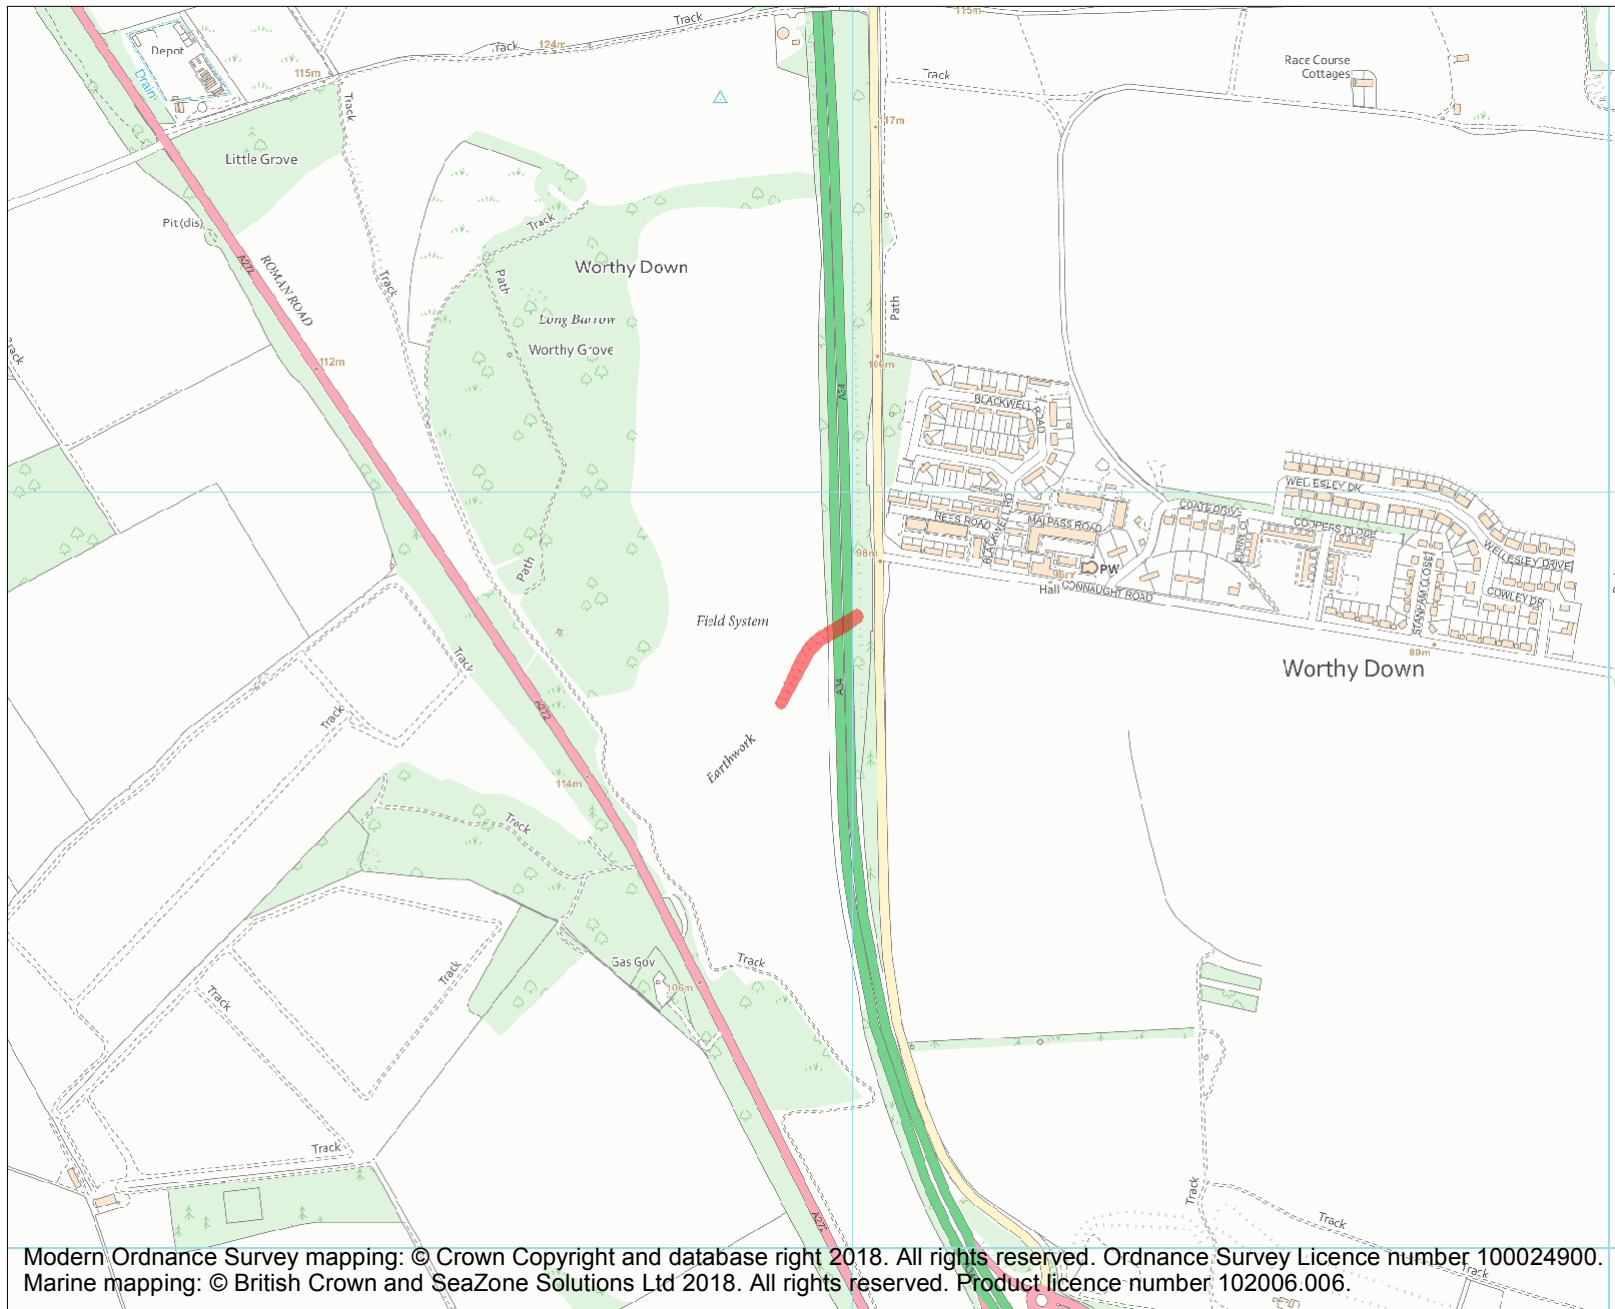 Track
115m
Depot
Drain
124m
Track
115m
Race Course
Cottages
Track
Track
117m
Little Grove
Pit (dis)
Track
A272
ROMAN ROAD
Track
Path
Worthy Down
Path
Long Barrow
Worthy Grove
112m
Track
106m
A34
BLACKWELL ROAD
WELLESLEY DR
COATE DRIVE
REES ROAD
BLACKWELL RD
MALPASS ROAD
COOPERS CLOSE
98m
PW
WELLESLEY DRIVE
Path
Hall
CONNAUGHT ROAD
COWLEY DR
STANHAM CLOSE
Field System
89m
Track
Worthy Down
A34
A272
Track
Earthwork
114m
Track
Gas Gov
Track
106m
Track
Track
Track
Track
Track
A272
Track
Modern Ordnance Survey mapping: © Crown Copyright and database right 2018. All rights reserved. Ordnance Survey Licence number 100024900.
Marine mapping: © British Crown and SeaZone Solutions Ltd 2018. All rights reserved. Product licence number 102006.006.